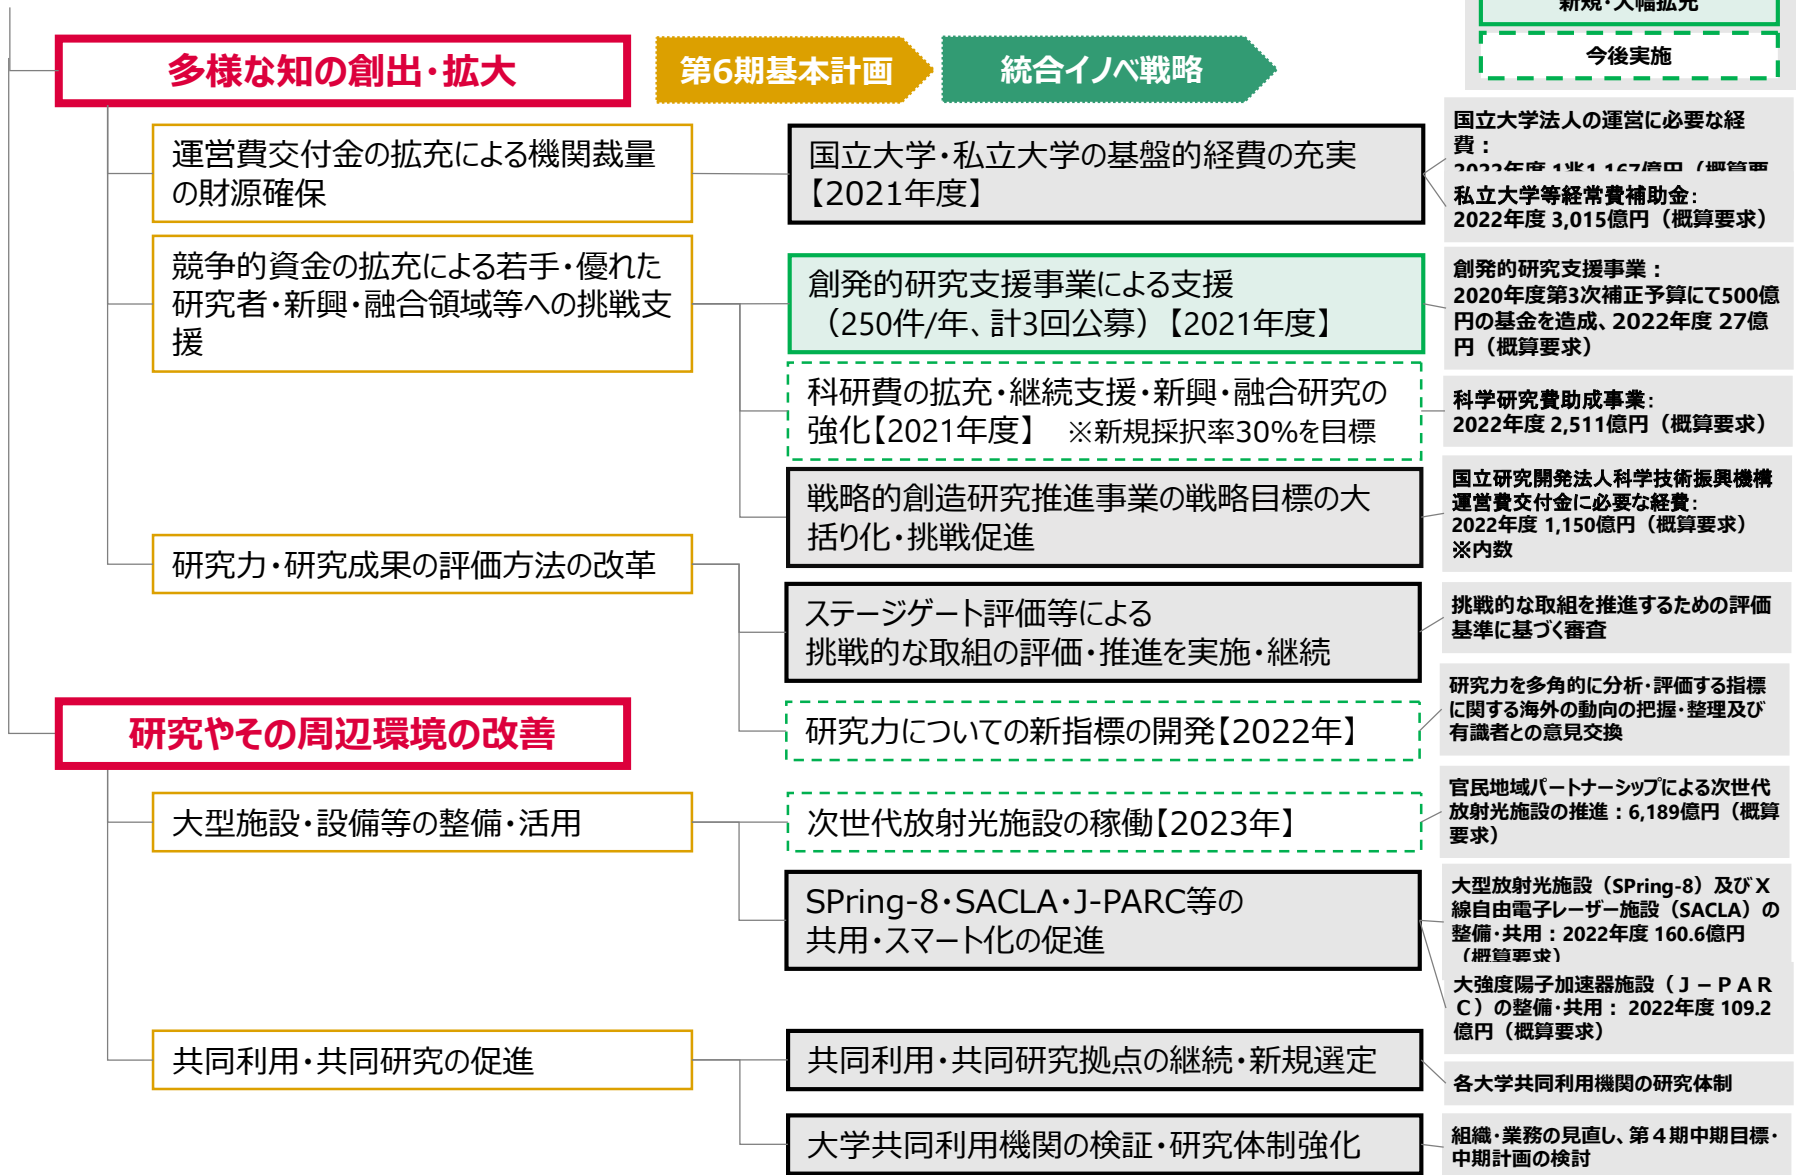 新規・大幅拡充
今後実施
多様な知の創出・拡大
第6期基本計画
統合イノベ戦略
運営費交付金の拡充による機関裁量
の財源確保
国立大学・私立大学の基盤的経費の充実
【2021年度】
国立大学法人の運営に必要な経
費：
2022年度 1兆1,167億円（概算要
私立大学等経常費補助金：
2022年度 3,015億円（概算要求）
競争的資金の拡充による若手・優れた
研究者・新興・融合領域等への挑戦支
援
創発的研究支援事業による支援
（250件/年、計3回公募）【2021年度】
創発的研究支援事業：
2020年度第3次補正予算にて500億
円の基金を造成、2022年度 27億
円（概算要求）
科研費の拡充・継続支援・新興・融合研究の
強化【2021年度】 ※新規採択率30%を目標
科学研究費助成事業：
2022年度 2,511億円（概算要求）
戦略的創造研究推進事業の戦略目標の大
括り化・挑戦促進
国立研究開発法人科学技術振興機構
運営費交付金に必要な経費：
2022年度 1,150億円（概算要求）
※内数
研究力・研究成果の評価方法の改革
ステージゲート評価等による
挑戦的な取組の評価・推進を実施・継続
挑戦的な取組を推進するための評価
基準に基づく審査
研究力についての新指標の開発【2022年】
研究力を多角的に分析・評価する指標
に関する海外の動向の把握・整理及び
有識者との意見交換
研究やその周辺環境の改善
大型施設・設備等の整備・活用
次世代放射光施設の稼働【2023年】
官民地域パートナーシップによる次世代
放射光施設の推進：6,189億円（概算
要求）
SPring-8・SACLA・J-PARC等の
共用・スマート化の促進
大型放射光施設（SPring-8）及びX
線自由電子レーザー施設（SACLA）の
整備・共用：2022年度 160.6億円
（概算要求）
大強度陽子加速器施設（Ｊ－ＰＡＲ
Ｃ）の整備・共用： 2022年度 109.2
億円（概算要求）
共同利用・共同研究の促進
共同利用・共同研究拠点の継続・新規選定
各大学共同利用機関の研究体制
大学共同利用機関の検証・研究体制強化
組織・業務の見直し、第４期中期目標・
中期計画の検討